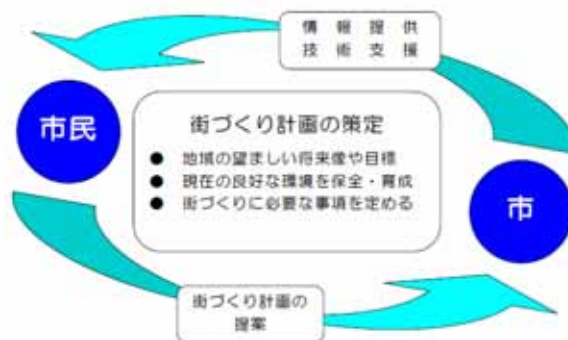 情報提供
技術支援
市民
街づくり計画の策定
● 地域の望ましい将来像や目標
● 現在の良好な環境を保全・育成
● 街づくりに必要な事項を定める
市
街づくり計画の
提案